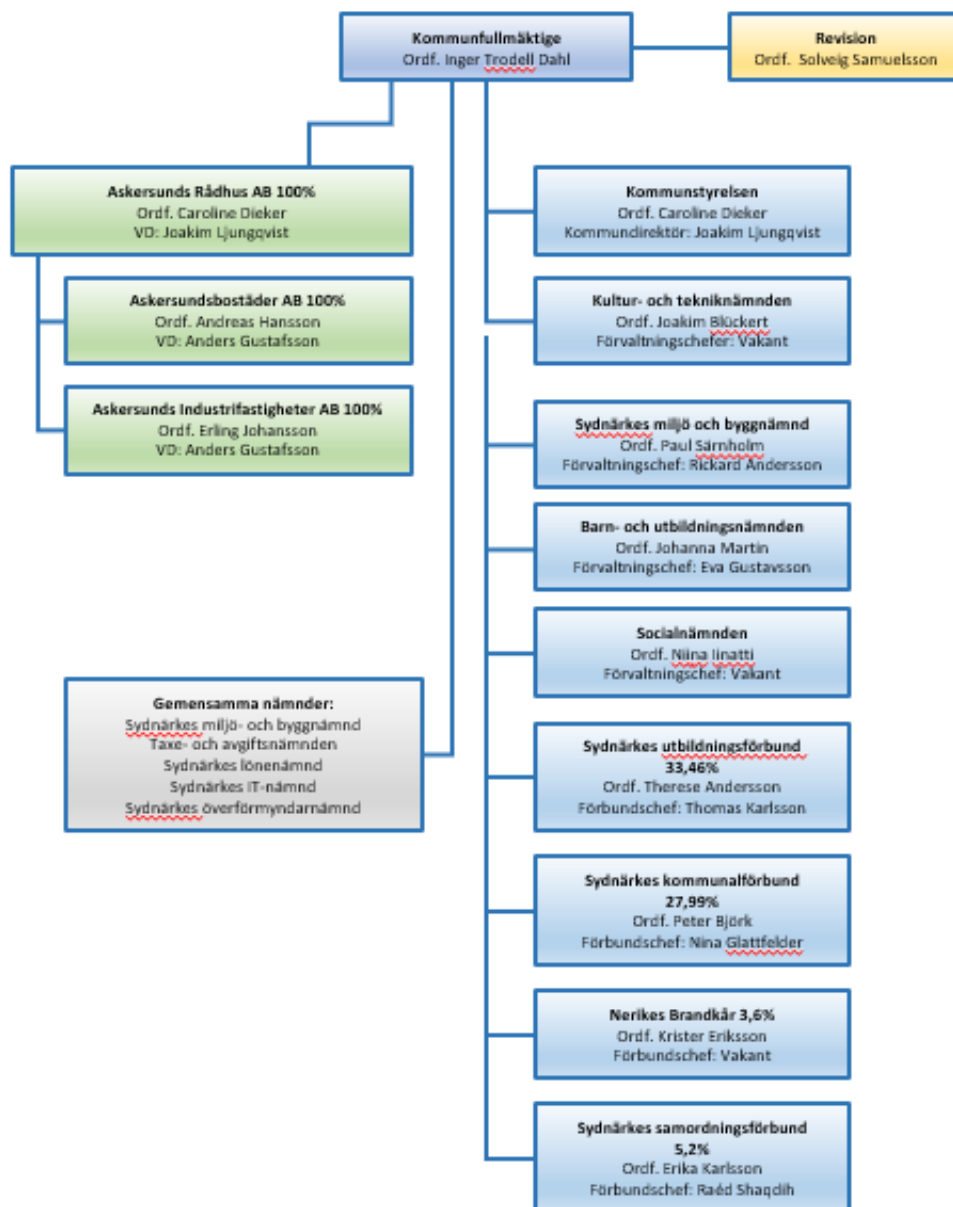 Kommunfullmäktige
Ordf. Inger Trodell Dahl
Revision
Ordf. Solveig Samuelsson
Askersunds Rådhus AB 100%
Ordf. Caroline Dieker
VD: Joakim Ljungqvist
Askersundsbostäder AB 100%
Ordf. Andreas Hansson
VD: Anders Gustafsson
Askersunds Industrifastigheter AB 100%
Ordf. Erling Johansson
VD: Anders Gustafsson
Gemensamma nämnder:
Sydnärkes miljö- och byggnämnd
Taxe- och avgiftsnämnden
Sydnärkes lönenämnd
Sydnärkes IT-nämnd
Sydnärkes överförmyndarnämnd
Kommunstyrelsen
Ordf. Caroline Dieker
Kommundirektör: Joakim Ljungqvist
Kultur- och tekniknämnden
Ordf. Joakim Blückert
Förvaltningschefer: Vakant
Sydnärkes miljö och byggnämnd
Ordf. Paul Särnholm
Förvaltningschef: Rickard Andersson
Barn- och utbildningsnämnden
Ordf. Johanna Martin
Förvaltningschef: Eva Gustavsson
Socialnämnden
Ordf. Niina Iinatti
Förvaltningschef: Vakant
Sydnärkes utbildningsförbund
33,46%
Ordf. Therese Andersson
Förbundschef: Thomas Karlsson
Sydnärkes kommunalförbund
27,99%
Ordf. Peter Björk
Förbundschef: Nina Glattfelder
Nerikes Brandkår 3,6%
Ordf. Krister Eriksson
Förbundschef: Vakant
Sydnärkes samordningsförbund
5,2%
Ordf. Erika Karlsson
Förbundschef: Raéd Shaqdih